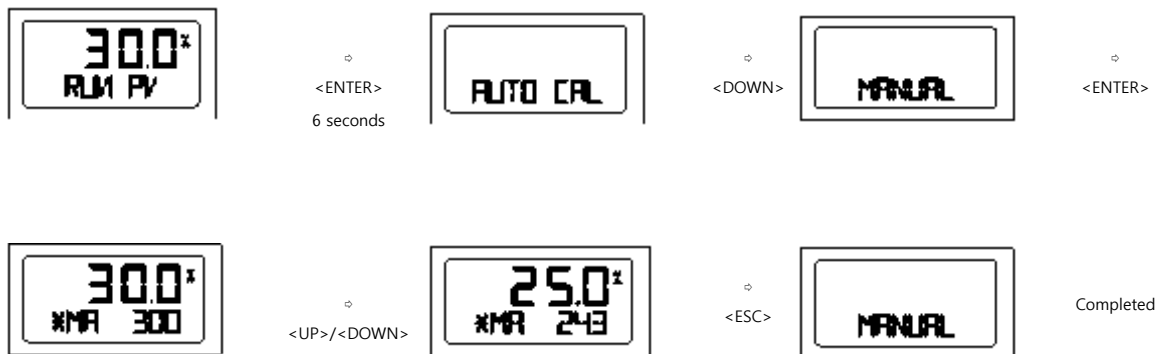 30.0%
RUN PV
⇨
<ENTER>
6 seconds
AUTO CAL
⇨
<DOWN>
MANUAL
⇨
<ENTER>
30.0%
*MA 300
⇨
<UP>/<DOWN>
25.0%
*MA 243
⇨
<ESC>
MANUAL
Completed